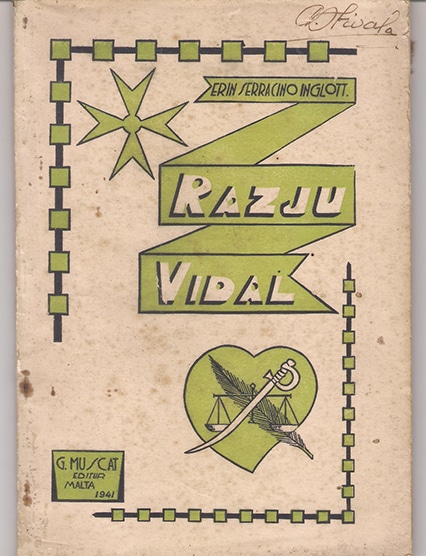 ERIN SERRACINO INGLOTT.
RAZJU
VIDAL
G. MUSCAT
EDITUR
MALTA
1941